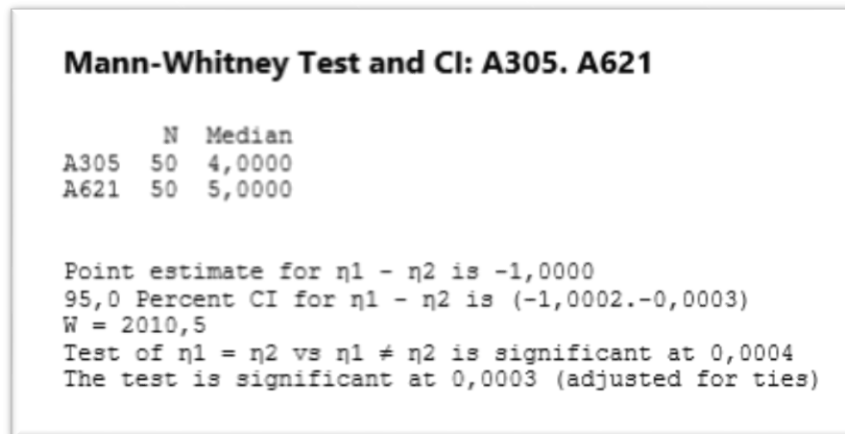 Mann-Whitney Test and CI: A305. A621
N Median
A305 50 4,0000
A621 50 5,0000
Point estimate for η1 - η2 is -1,0000
95,0 Percent CI for η1 - η2 is (-1,0002.-0,0003)
W = 2010,5
Test of η1 = η2 vs η1 ≠ η2 is significant at 0,0004
The test is significant at 0,0003 (adjusted for ties)